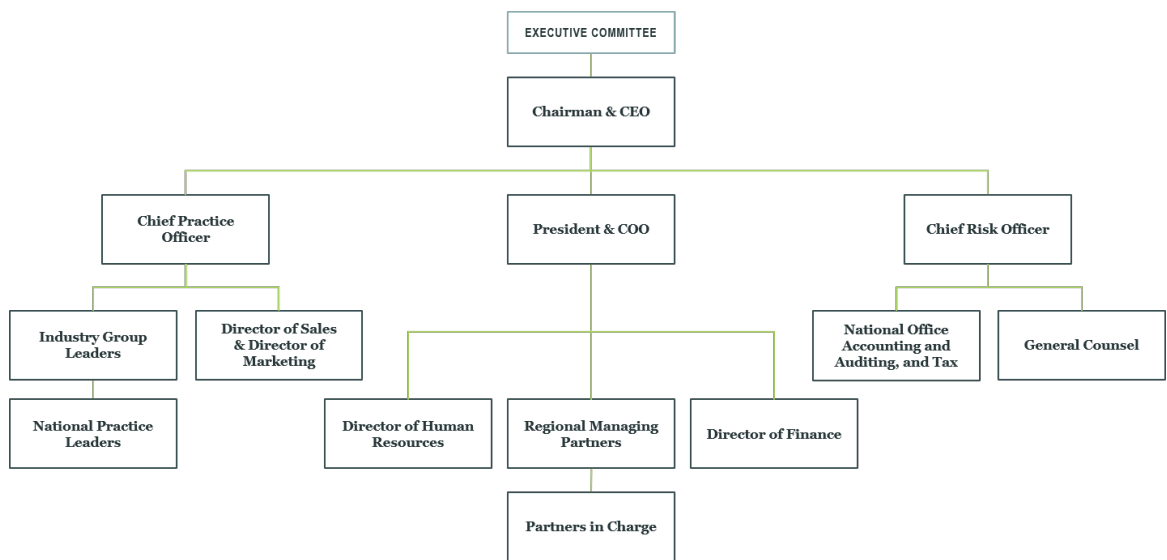 EXECUTIVE COMMITTEE
Chairman & CEO
Chief Practice
Officer
President & COO
Chief Risk Officer
Industry Group
Leaders
Director of Sales
& Director of
Marketing
National Office
Accounting and
Auditing, and Tax
General Counsel
National Practice
Leaders
Director of Human
Resources
Regional Managing
Partners
Director of Finance
Partners in Charge